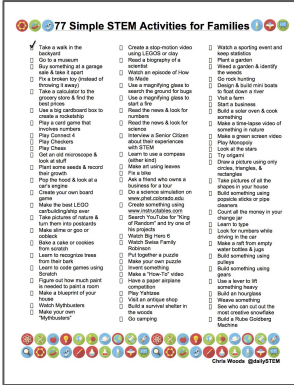 77 Simple STEM Activities for Families
Take a walk in the
backyard
Go to a museum
Buy something at a garage
sale & take it apart
Fix a broken toy (instead of
throwing it away)
Take a calculator to the
grocery store & find the
best prices
Use a big cardboard box to
create a rocketship
Play a card game that
involves numbers
Play Connect 4
Play Checkers
Play Chess
Get an old microscope &
look at stuff
Plant some seeds & record
their growth
Pop the hood & look at a
car's engine
Create your own board
game
Make the best LEGO
car/building/ship ever
Take pictures of nature &
turn them into postcards
Make slime or goo or
oobleck
Bake a cake or cookies
from scratch
Learn to recognize trees
from their bark
Learn to code games using
Scratch
Figure out how much paint
is needed to paint a room
Make a blueprint of your
house
Watch Mythbusters
Make your own
"Mythbusters"
Create a stop-motion video
using LEGOS or clay
Read a biography of a
scientist
Watch an episode of How
Its Made
Use a magnifying glass to
search the ground for bugs
Use a magnifying glass to
start a fire
Read the news & look for
numbers
Read the news & look for
science
Interview a Senior Citizen
about their experiences
with STEM
Learn to use a compass
(either kind)
Make art using leaves
Fix a bike
Ask a friend who owns a
business for a tour
Do a science simulation on
www.phet.colorado.edu
Create something using
www.instructables.com
Search YouTube for "King
of Random" and try one of
his projects
Watch Big Hero 6
Watch Swiss Family
Robinson
Put together a puzzle
Make your own puzzle
Invent something
Make a "How-To" video
Have a paper airplane
competition
Play Yahtzee
Visit an antique shop
Build a survival shelter in
the woods
Go camping
Watch a sporting event and
keep statistics
Plant a garden
Weed a garden & identify
the weeds
Go rock hunting
Design & build mini boats
to float down a river
Visit a farm
Start a business
Build a solar oven & cook
something
Make a time-lapse video of
something in nature
Make a green screen video
Play Monopoly
Look at the stars
Try origami
Draw a picture using only
circles, triangles, &
rectangles
Take pictures of all the
shapes in your house
Build something using
popsicle sticks or pipe
cleaners
Count all the money in your
change jar
Learn to type
Look for numbers while
driving in the car
Make a raft from empty
water bottles & jugs
Build something using
pulleys
Build something using
gears
Use a lever to lift
something heavy
Build an hourglass
Weave something
See who can cut out the
most creative snowflake
Build a Rube Goldberg
Machine
Chris Woods @dailySTEM